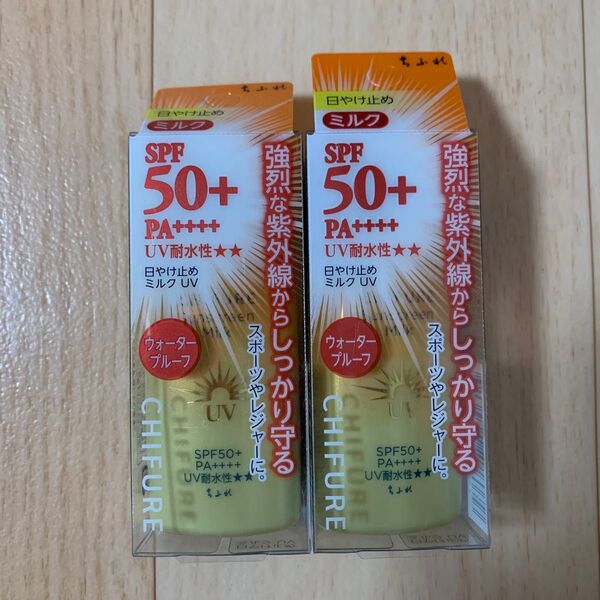 ちふれ
日やけ止め
ミルク
SPF
50+
PA++++
UV耐水性★★
日やけ止め
ミルク UV
強烈な紫外線からしっかり守る
スポーツやレジャーに。
ウォーター
プルーフ
UV
SPF50+
PA++++
UV耐水性★★
ちふれ
CHIFURE
ちふれ
日やけ止め
ミルク
SPF
50+
PA++++
UV耐水性★★
日やけ止め
ミルク UV
強烈な紫外線からしっかり守る
スポーツやレジャーに。
ウォーター
プルーフ
UV
SPF50+
PA++++
UV耐水性★★
ちふれ
CHIFURE